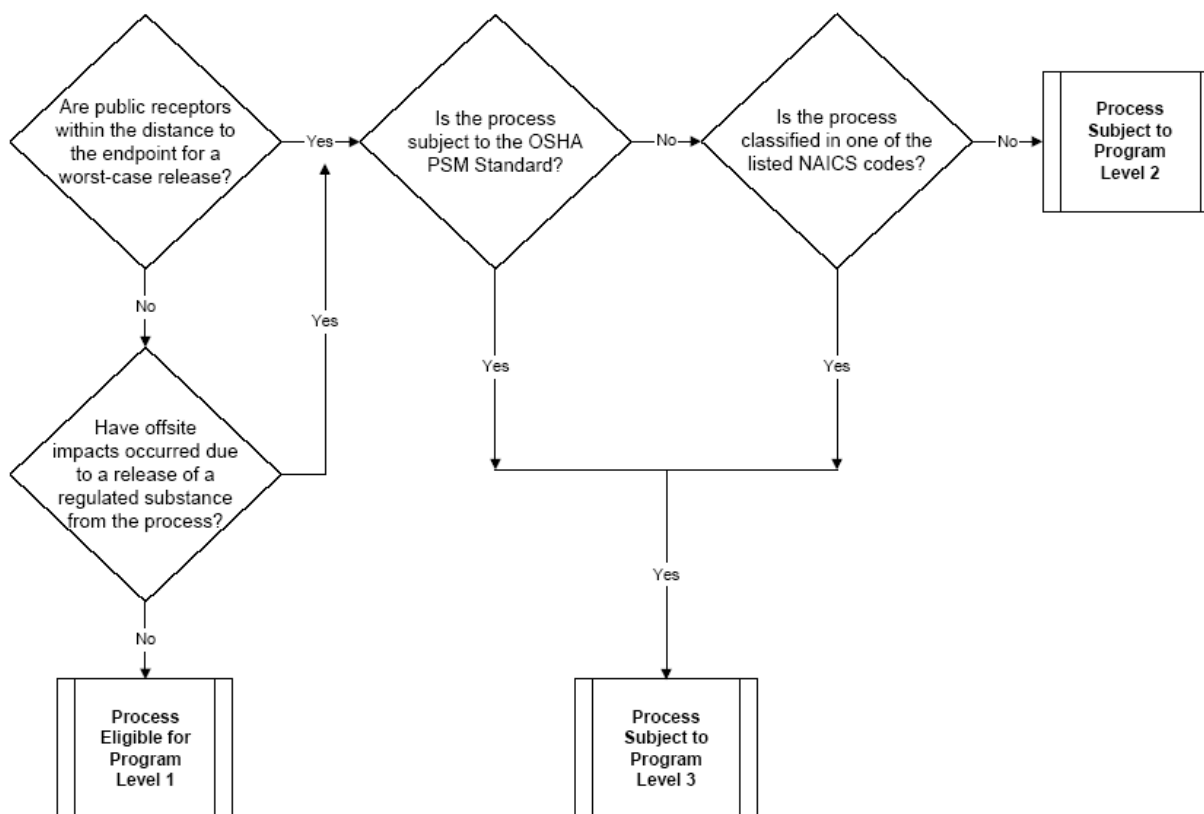 Are public receptors
within the distance to
the endpoint for a
worst-case release?
Yes
Is the process
subject to the OSHA
PSM Standard?
No
Is the process
classified in one of the
listed NAICS codes?
No
Process
Subject to
Program
Level 2
No
Yes
Yes
Yes
Have offsite
impacts occurred due
to a release of a
regulated substance
from the process?
Yes
No
Process
Eligible for
Program
Level 1
Process
Subject to
Program
Level 3